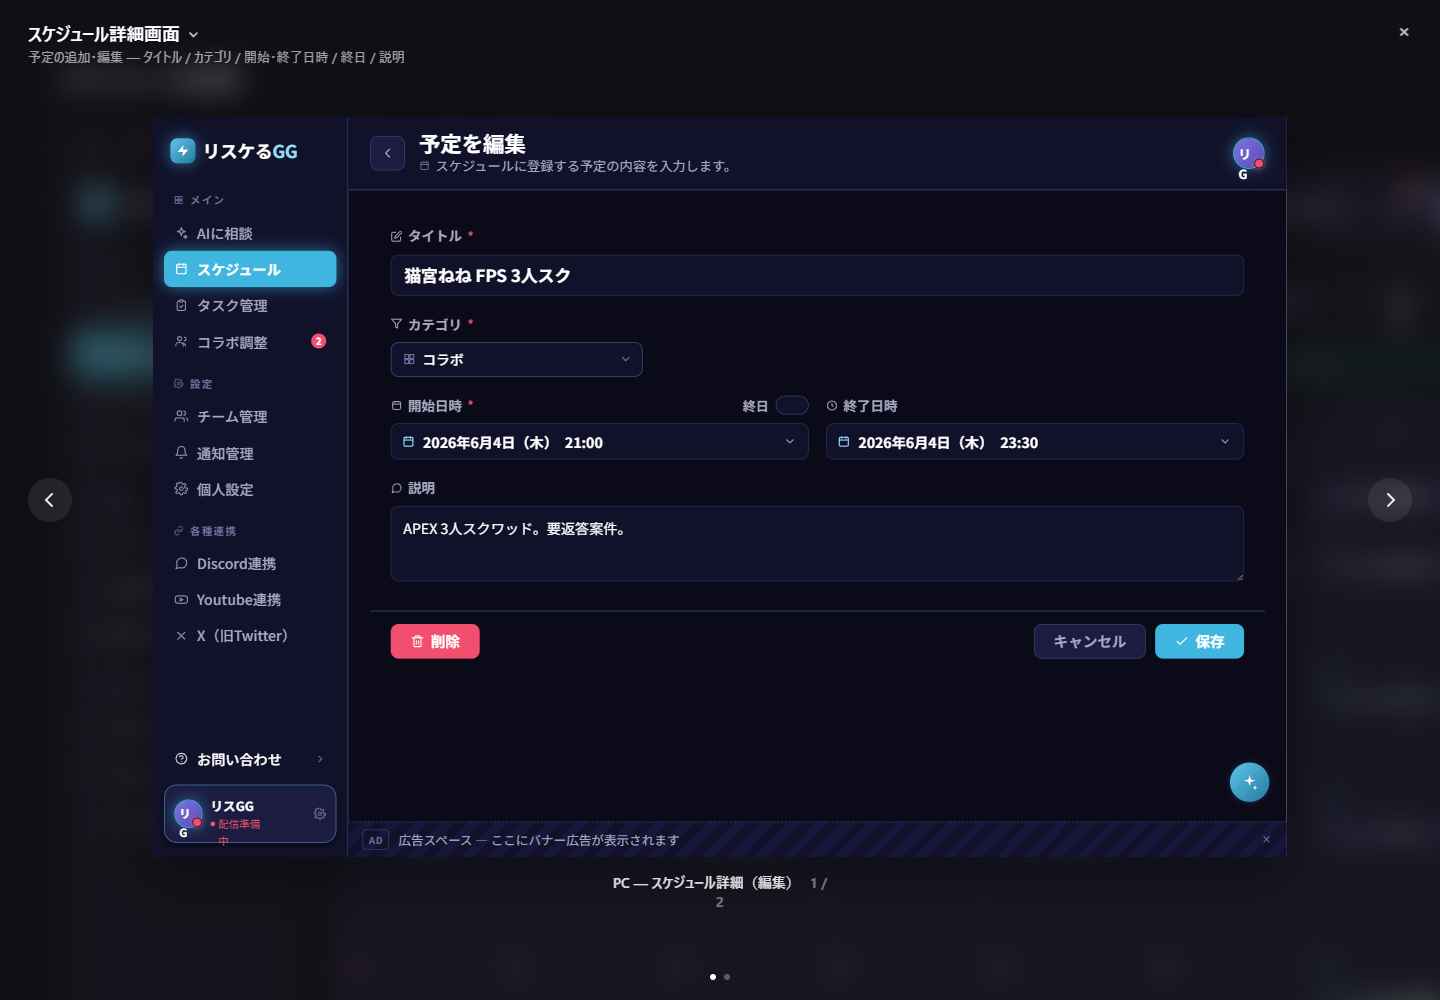 スケジュール詳細画面
予定の追加・編集 — タイトル / カテゴリ / 開始・終了日時 / 終日 / 説明
リスケるGG
メイン
AIに相談
スケジュール
タスク管理
コラボ調整 2
設定
チーム管理
通知管理
個人設定
各種連携
Discord連携
Youtube連携
X（旧Twitter）
お問い合わせ
リ
G
リスGG
配信準備
中
予定を編集
スケジュールに登録する予定の内容を入力します。
リ
G
タイトル *
猫宮ねね FPS 3人スク
カテゴリ *
コラボ
開始日時 * 終日
2026年6月4日（木） 21:00
終了日時
2026年6月4日（木） 23:30
説明
APEX 3人スクワッド。要返答案件。
削除 キャンセル 保存
AD 広告スペース — ここにバナー広告が表示されます
PC — スケジュール詳細（編集） 1 /
2